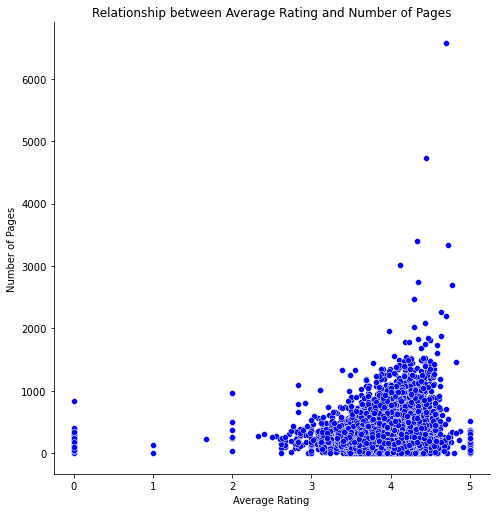 Relationship between Average Rating and Number of Pages
Number of Pages
6000
5000
4000
3000
2000
1000
0
0 1 2 3 4 5
Average Rating